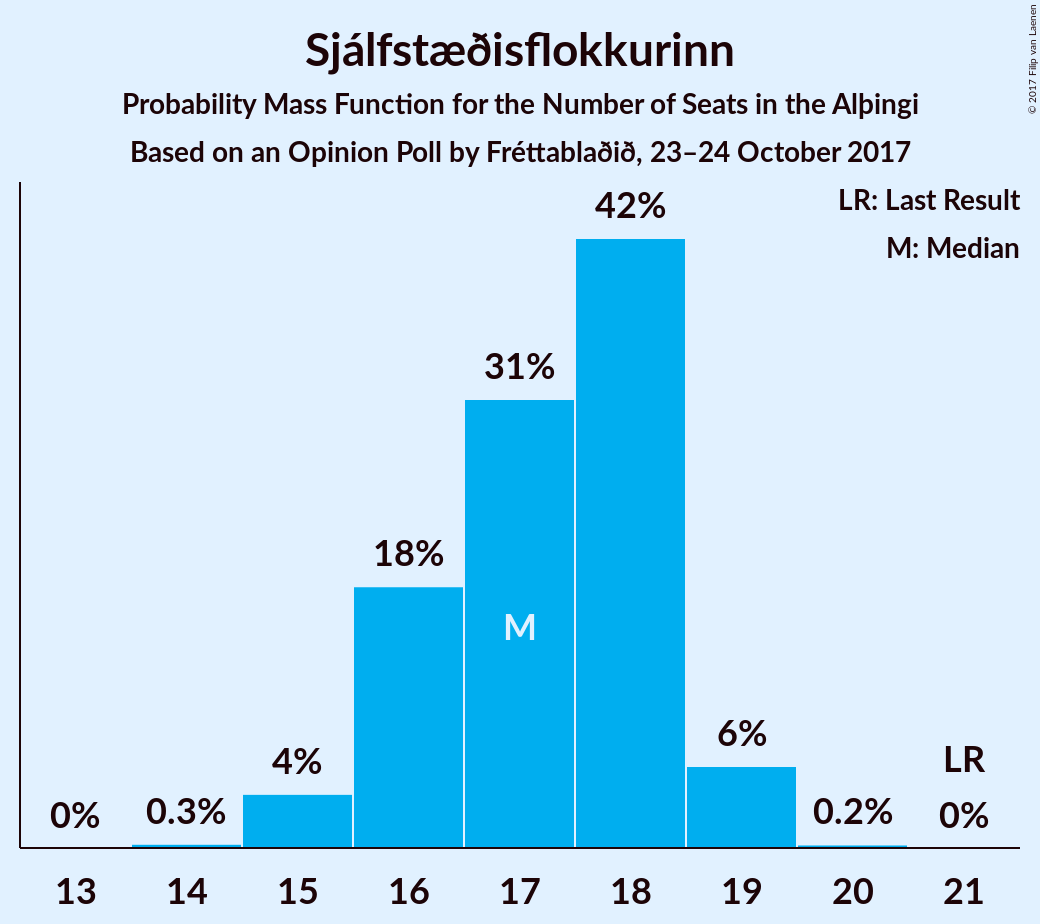 Sjálfstæðisflokkurinn
Probability Mass Function for the Number of Seats in the Alþingi
Based on an Opinion Poll by Fréttablaðið, 23–24 October 2017
© 2017 Filip van Laenen
LR: Last Result
M: Median
42%
31%
18%
M
6%
4%
LR
0%
0.3%
0.2%
0%
13 14 15 16 17 18 19 20 21